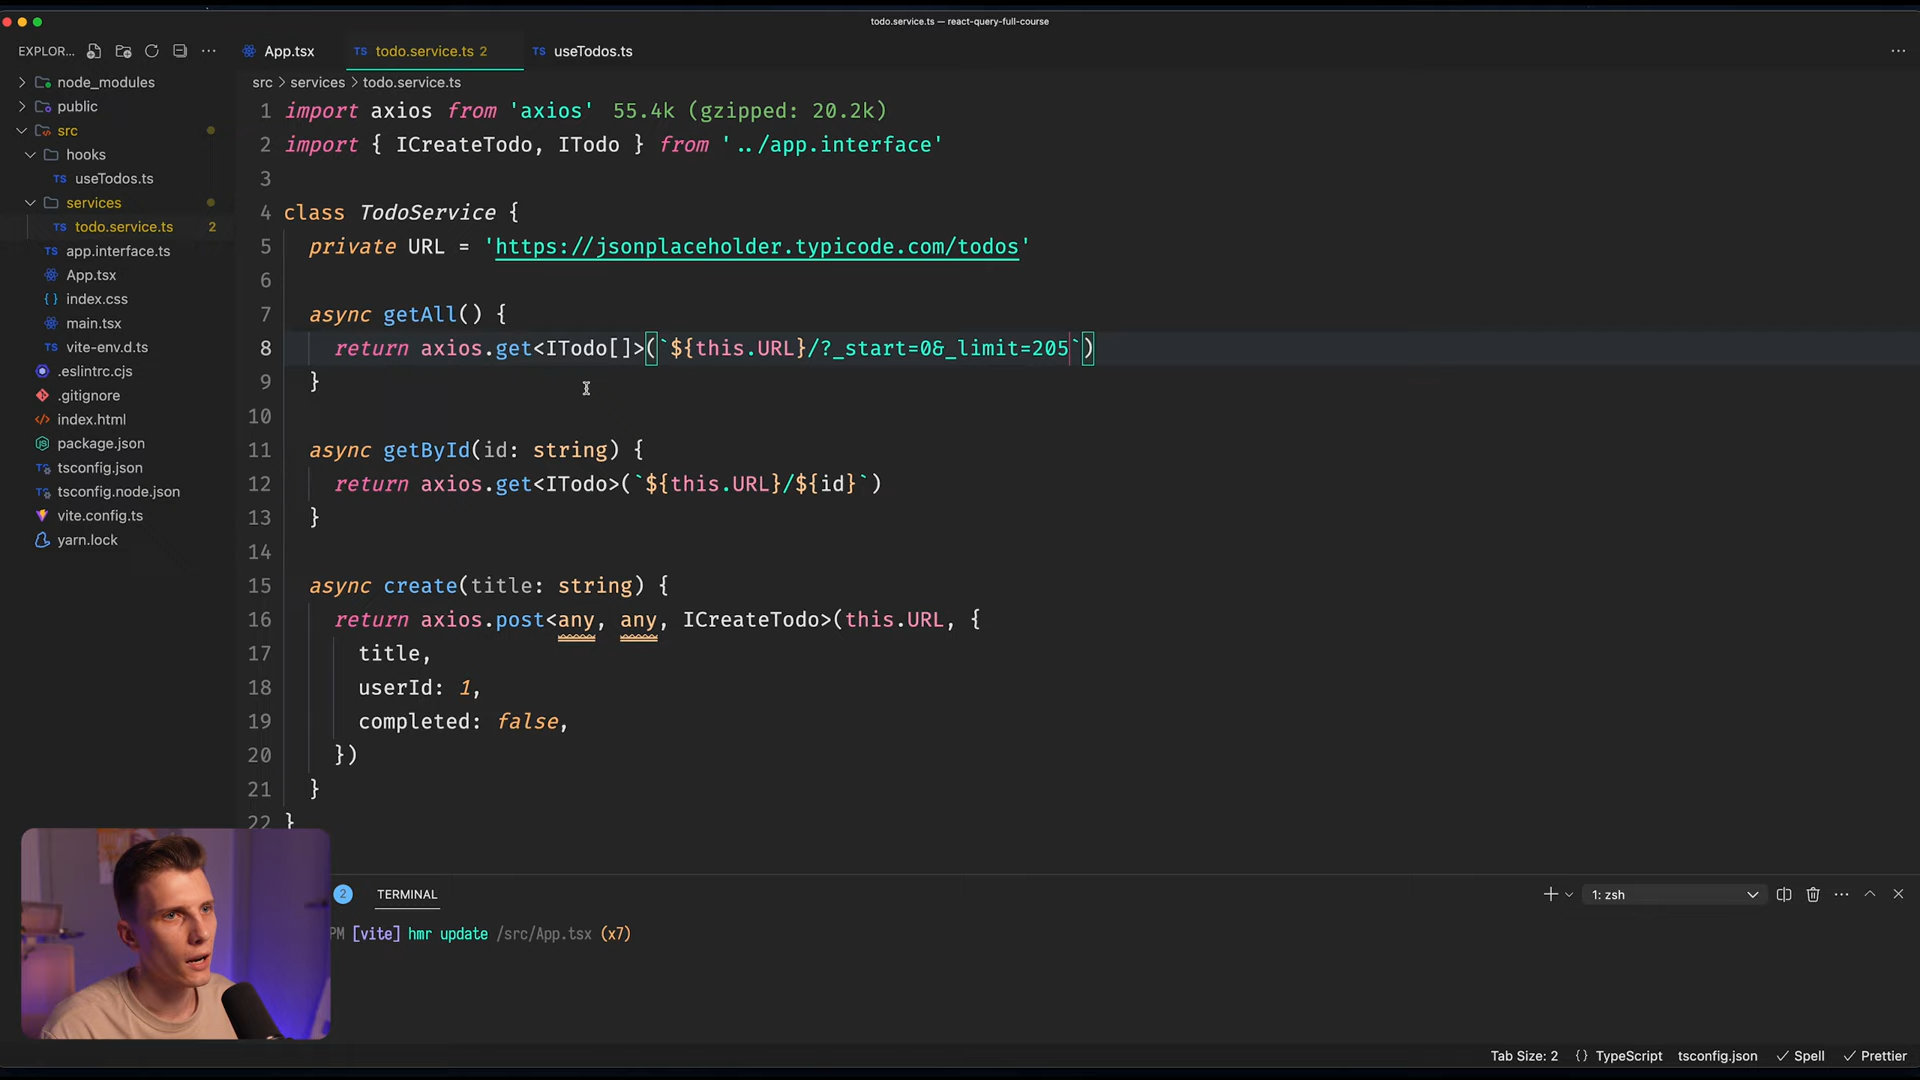 todo.service.ts — react-query-full-course
EXPLOR...
App.tsx
TS todo.service.ts 2
TS useTodos.ts
node_modules
public
src
hooks
TS useTodos.ts
services
TS todo.service.ts 2
TS app.interface.ts
App.tsx
{ } index.css
main.tsx
TS vite-env.d.ts
.eslintrc.cjs
.gitignore
index.html
package.json
tsconfig.json
tsconfig.node.json
vite.config.ts
yarn.lock
src > services > todo.service.ts
1 import axios from 'axios' 55.4k (gzipped: 20.2k)
2 import { ICreateTodo, ITodo } from '../app.interface'
3
4 class TodoService {
5 private URL = 'https://jsonplaceholder.typicode.com/todos'
6
7 async getAll() {
8 return axios.get<ITodo[]>(`${this.URL}/?_start=0&_limit=205`)
9 }
10
11 async getById(id: string) {
12 return axios.get<ITodo>(`${this.URL}/${id}`)
13 }
14
15 async create(title: string) {
16 return axios.post<any, any, ICreateTodo>(this.URL, {
17 title,
18 userId: 1,
19 completed: false,
20 })
21 }
22 }
2 TERMINAL
1: zsh
PM [vite] hmr update /src/App.tsx (x7)
Tab Size: 2 { } TypeScript tsconfig.json ✓ Spell ✓ Prettier